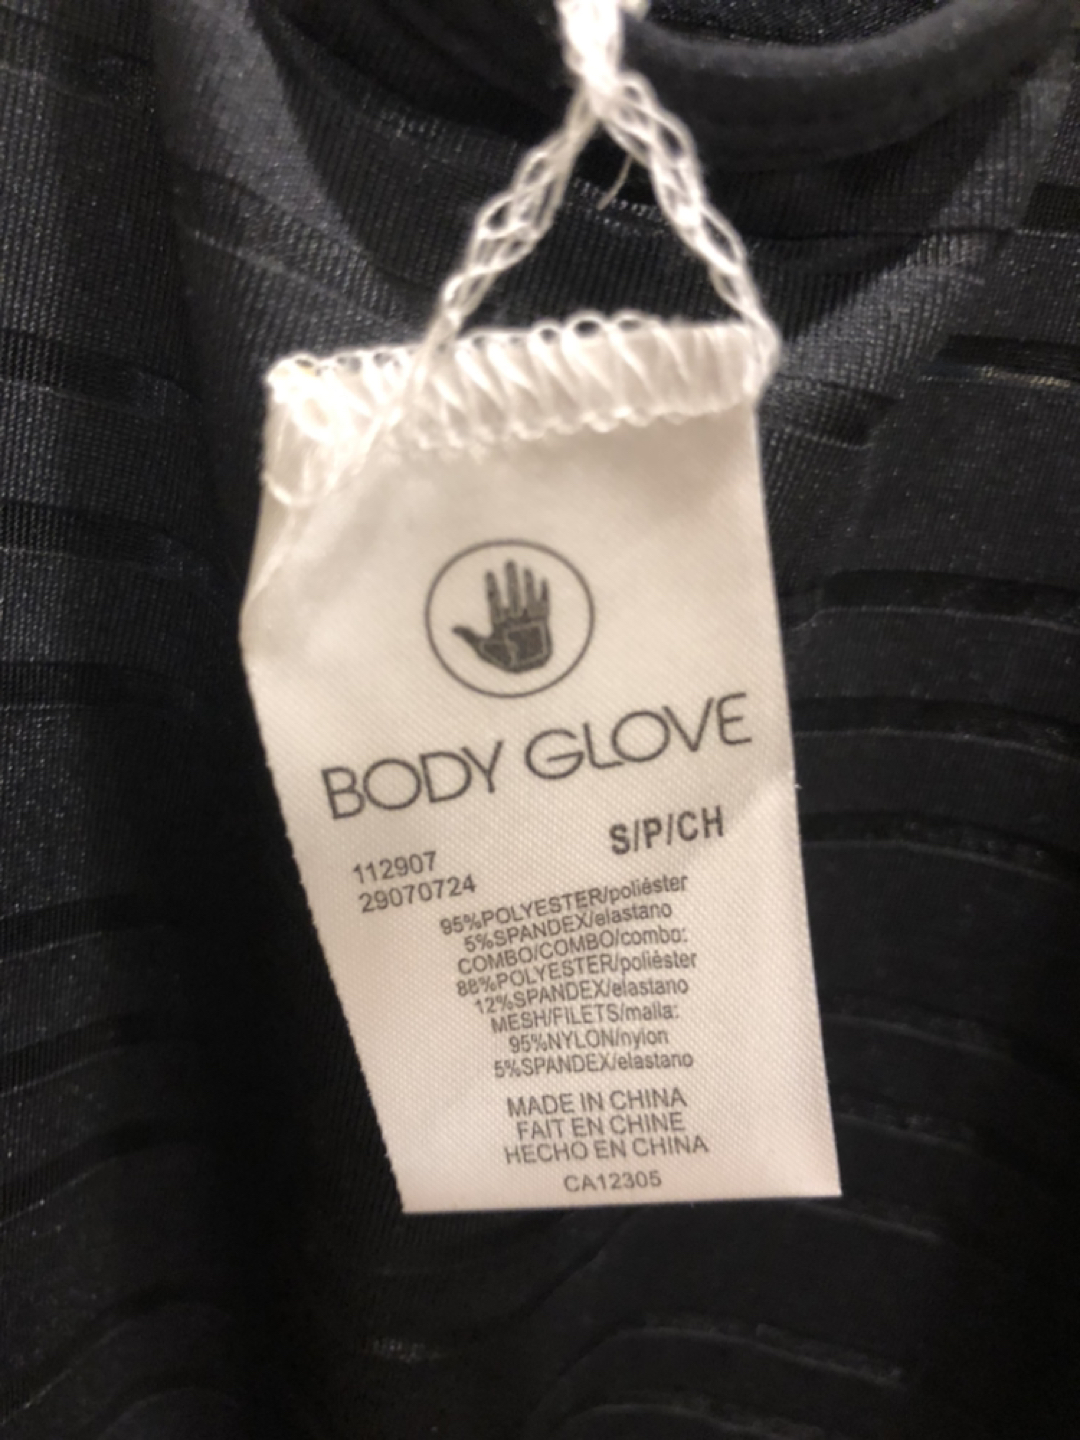 BODY GLOVE
S/P/CH
112907
29070724
95%POLYESTER/poliéster
5%SPANDEX/elastano
COMBO/COMBO/combo:
88%POLYESTER/poliéster
12%SPANDEX/elastano
MESH/FILETS/malla:
95%NYLON/nylon
5%SPANDEX/elastano
MADE IN CHINA
FAIT EN CHINE
HECHO EN CHINA
CA12305